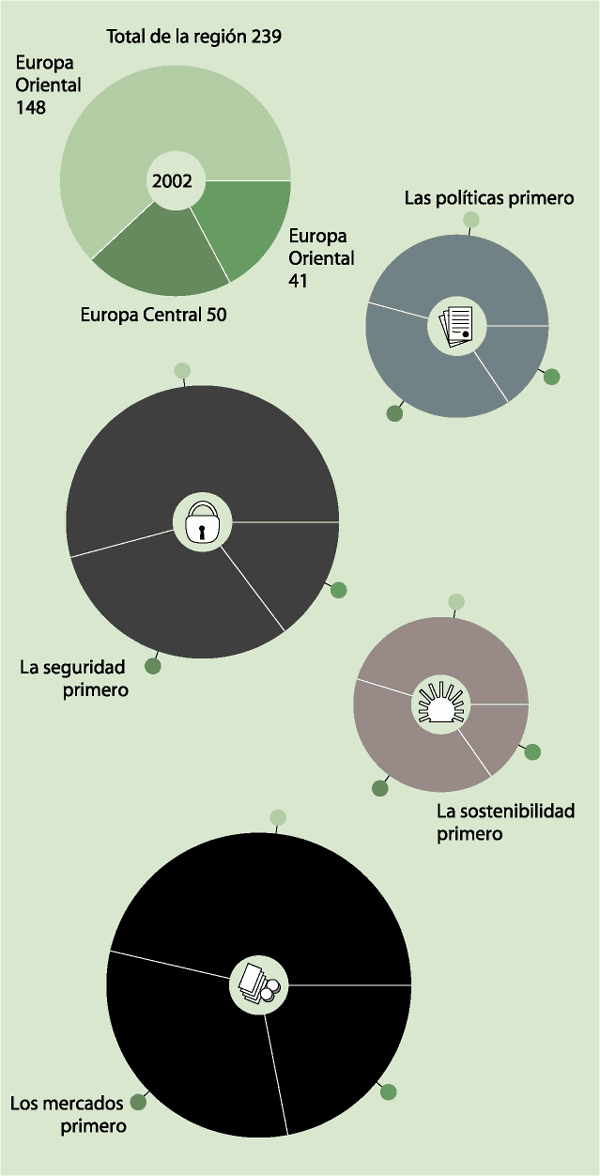 Total de la región 239
Europa
Oriental
148
2002
Europa
Oriental
41
Europa Central 50
Las políticas primero
La seguridad
primero
La sostenibilidad
primero
Los mercados
primero